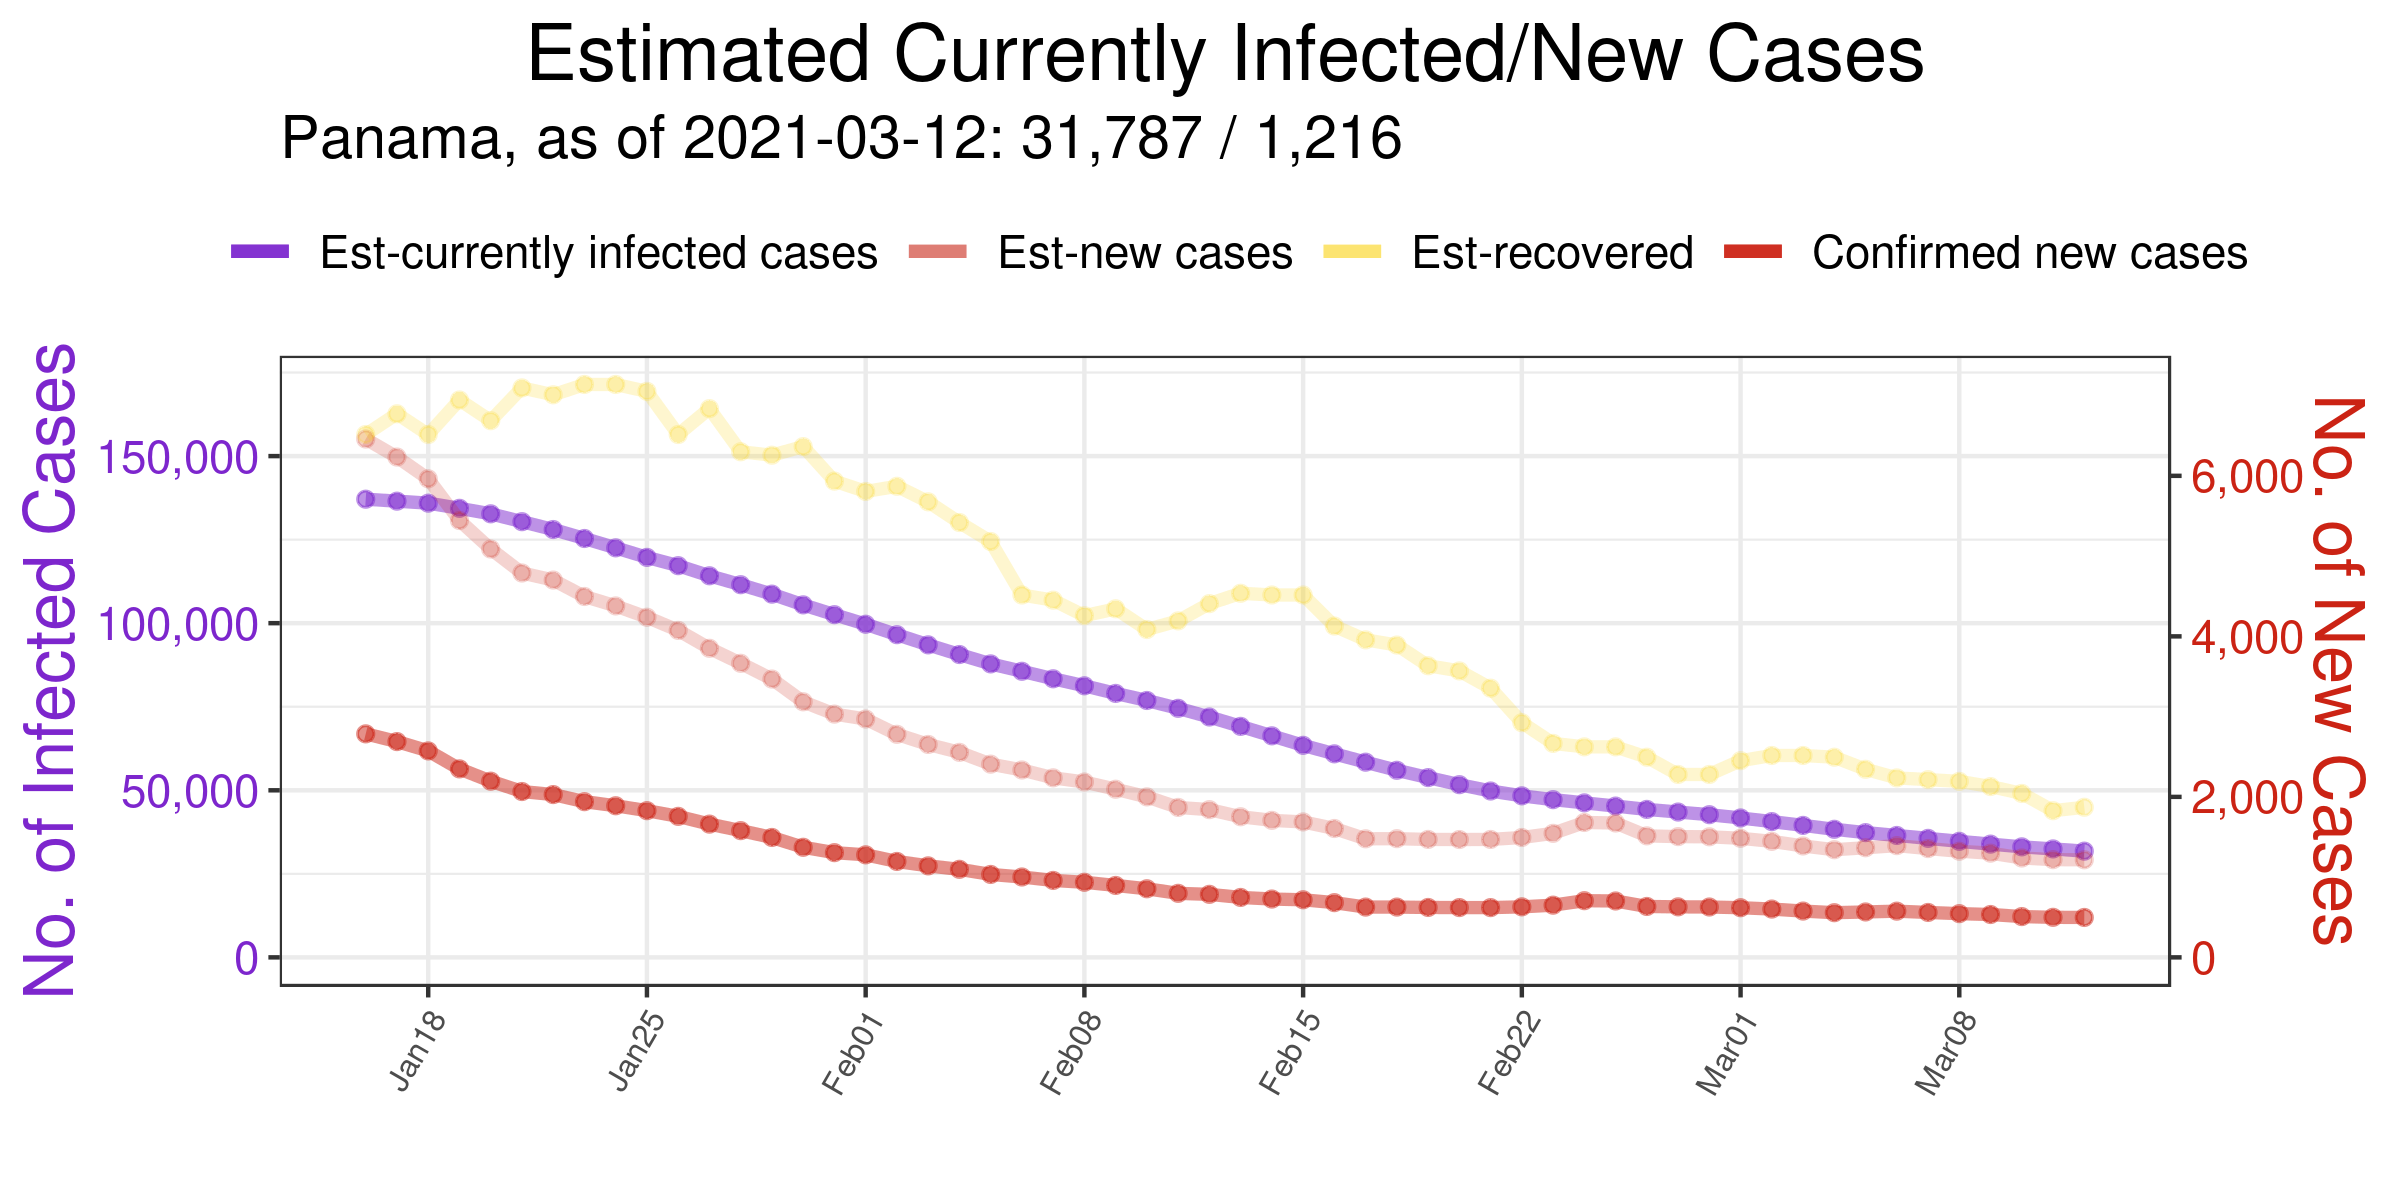 Estimated Currently Infected/New Cases
Panama, as of 2021-03-12: 31,787 / 1,216
Est-currently infected cases Est-new cases Est-recovered Confirmed new cases
No. of Infected Cases
150,000
100,000
50,000
0
6,000
4,000
2,000
0
No. of New Cases
Jan18 Jan25 Feb01 Feb08 Feb15 Feb22 Mar01 Mar08